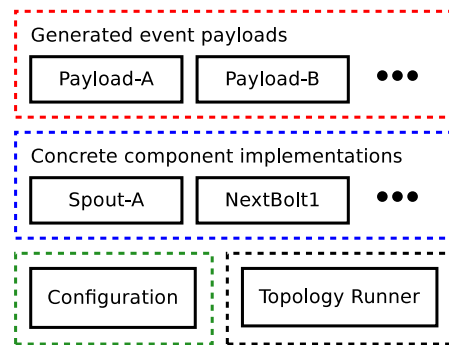 Generated event payloads
Payload-A Payload-B •••
Concrete component implementations
Spout-A NextBolt1 •••
Configuration Topology Runner